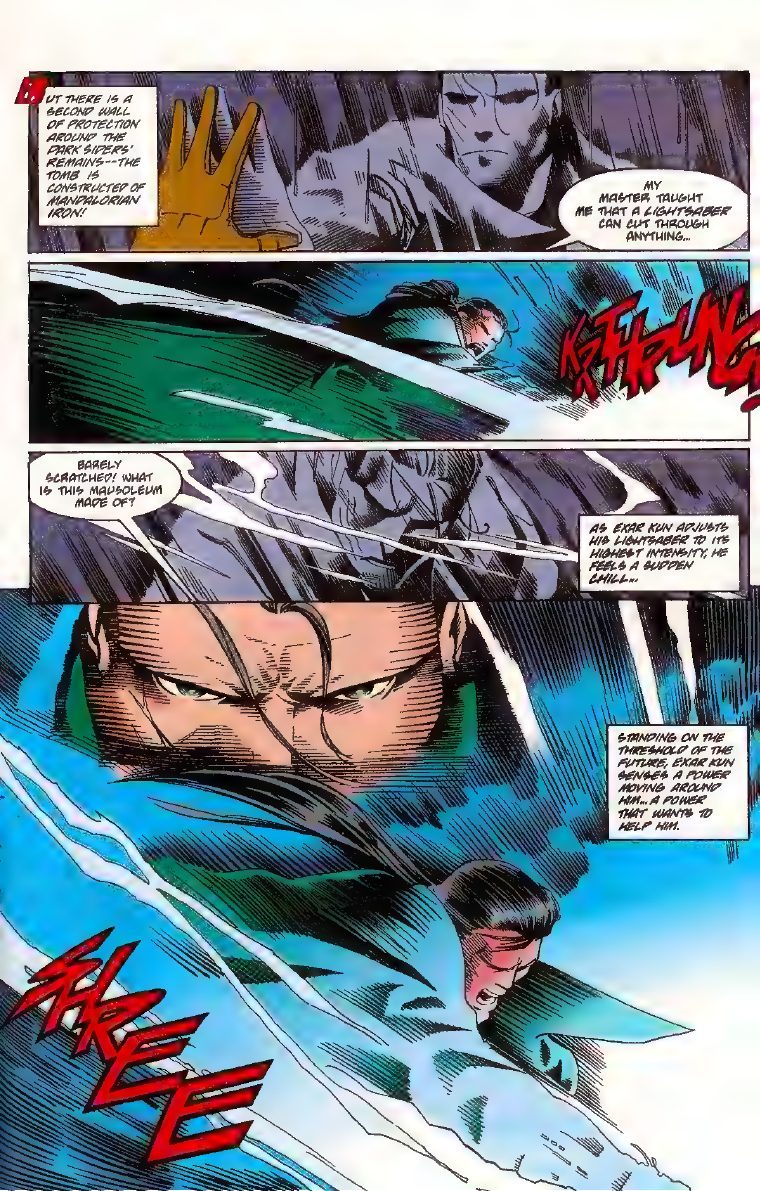 BUT THERE IS A
SECOND WALL
OF PROTECTION
AROUND THE
DARK SIDERS'
REMAINS--THE
TOMB IS
CONSTRUCTED OF
MANDALORIAN
IRON!
MY
MASTER TAUGHT
ME THAT A LIGHTSABER
CAN CUT THROUGH
ANYTHING...
BARELY
SCRATCHED! WHAT
IS THIS MAUSOLEUM
MADE OF?
AS EXAR KUN ADJUSTS
HIS LIGHTSABER TO ITS
HIGHEST INTENSITY, HE
FEELS A SUDDEN
CHILL...
STANDING ON THE
THRESHOLD OF THE
FUTURE, EXAR KUN
SENSES A POWER
MOVING AROUND
HIM... A POWER
THAT WANTS TO
HELP HIM.